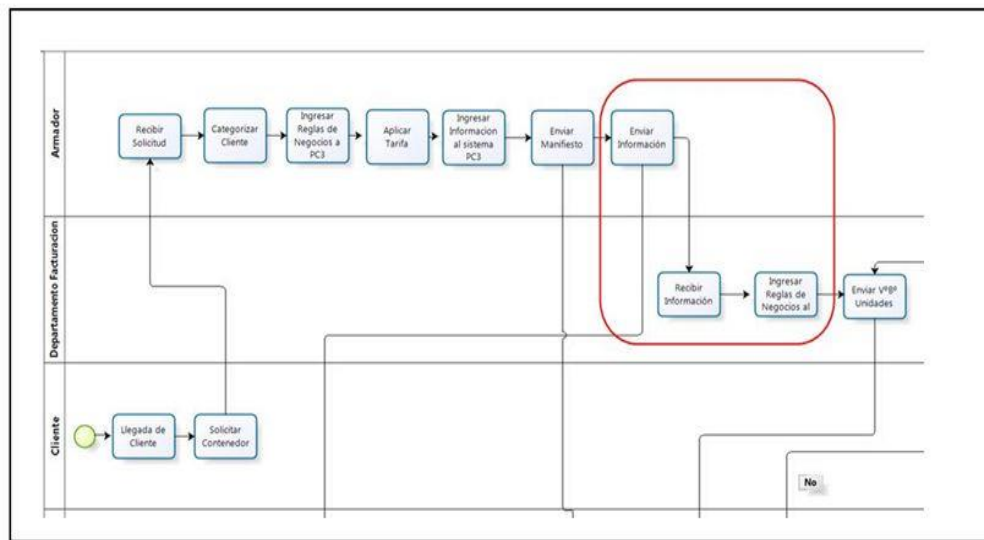 Armador
Recibir
Solicitud
Categorizar
Cliente
Ingresar
Reglas de
Negocios a
PC3
Aplicar
Tarifa
Ingresar
Informacion
al sistema
PC3
Enviar
Manifiesto
Enviar
Información
Departamento Facturacion
Recibir
Información
Ingresar
Reglas de
Negocios al
Enviar VºBº
Unidades
Cliente
Llegada de
Cliente
Solicitar
Contenedor
No